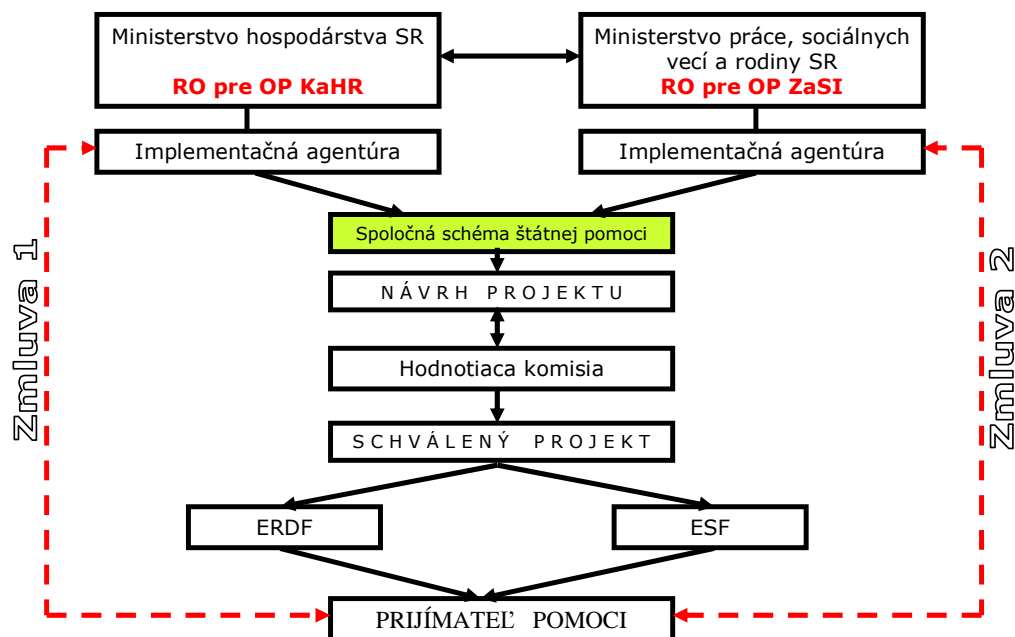 Ministerstvo hospodárstva SR
RO pre OP KaHR
Ministerstvo práce, sociálnych
vecí a rodiny SR
RO pre OP ZaSI
Implementačná agentúra
Implementačná agentúra
Spoločná schéma štátnej pomoci
NÁVRH PROJEKTU
Hodnotiaca komisia
SCHVÁLENÝ PROJEKT
ERDF
ESF
PRIJÍMATEĽ POMOCI
Zmluva 1
Zmluva 2